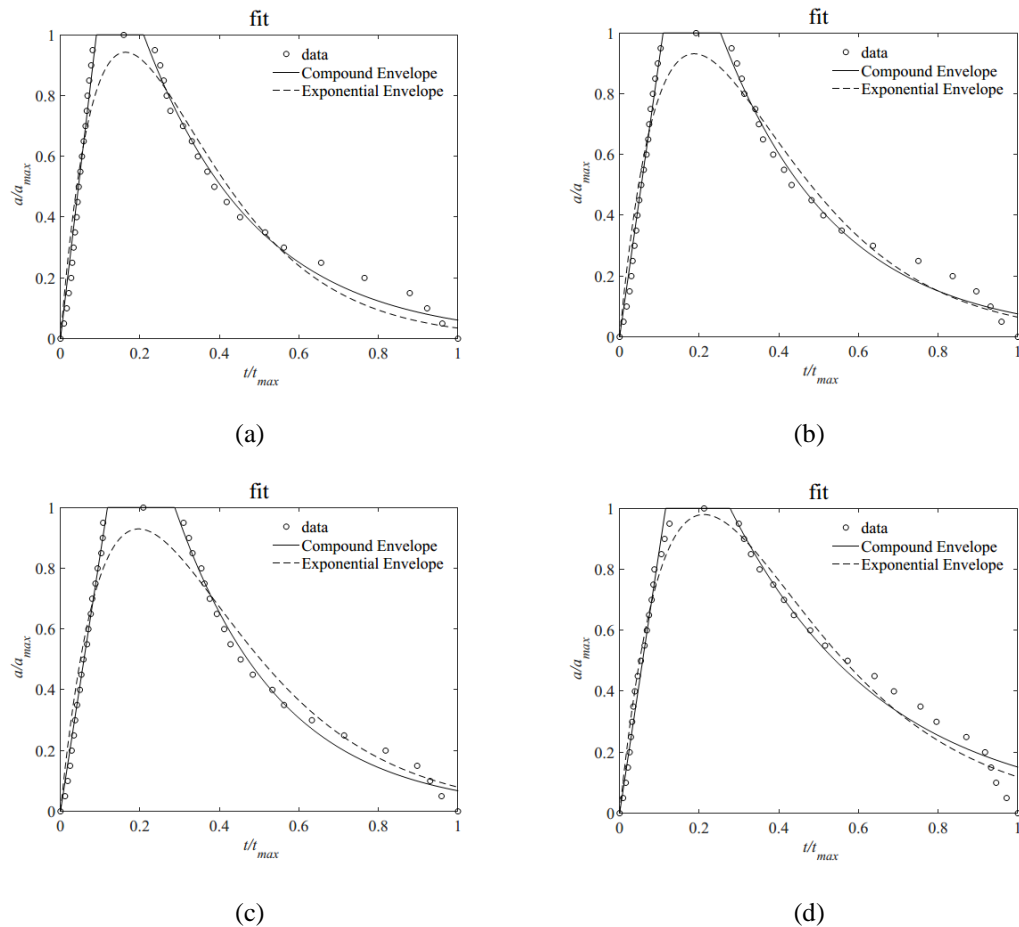 fit
data
Compound Envelope
Exponential Envelope
a/a_max
1
0.8
0.6
0.4
0.2
0
0 0.2 0.4 0.6 0.8 1
t/t_max
(a)
fit
data
Compound Envelope
Exponential Envelope
a/a_max
1
0.8
0.6
0.4
0.2
0
0 0.2 0.4 0.6 0.8 1
t/t_max
(b)
fit
data
Compound Envelope
Exponential Envelope
a/a_max
1
0.8
0.6
0.4
0.2
0
0 0.2 0.4 0.6 0.8 1
t/t_max
(c)
fit
data
Compound Envelope
Exponential Envelope
a/a_max
1
0.8
0.6
0.4
0.2
0
0 0.2 0.4 0.6 0.8 1
t/t_max
(d)